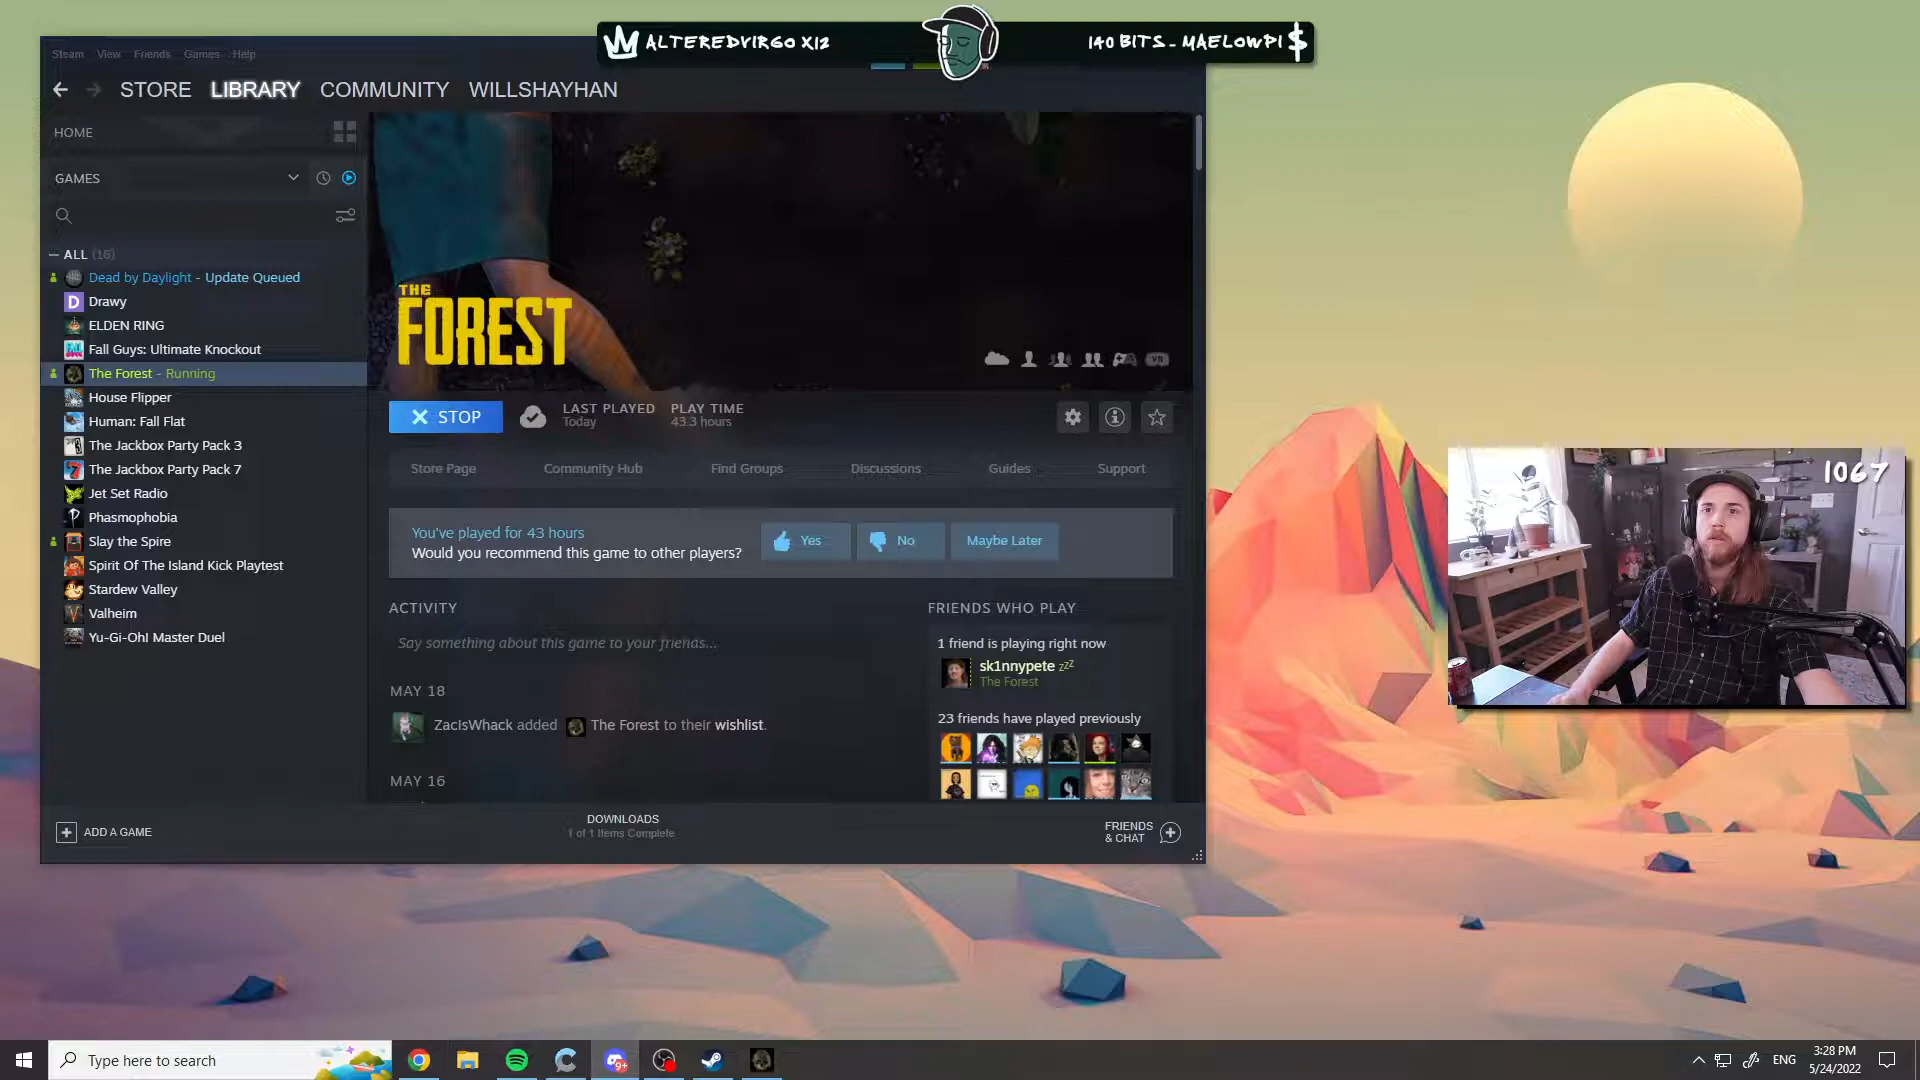 ALTEREDVIRGO X12
140 BITS - MAELOWPI $
Steam View Friends Games Help
STORE LIBRARY COMMUNITY WILLSHAYHAN
HOME
GAMES
ALL (16)
Dead by Daylight - Update Queued
Drawy
ELDEN RING
Fall Guys: Ultimate Knockout
The Forest - Running
House Flipper
Human: Fall Flat
The Jackbox Party Pack 3
The Jackbox Party Pack 7
Jet Set Radio
Phasmophobia
Slay the Spire
Spirit Of The Island Kick Playtest
Stardew Valley
Valheim
Yu-Gi-Oh! Master Duel
THE
FOREST
VR
STOP
LAST PLAYED
Today
PLAY TIME
43.3 hours
Store Page Community Hub Find Groups Discussions Guides Support
You've played for 43 hours
Would you recommend this game to other players?
Yes No Maybe Later
ACTIVITY
Say something about this game to your friends...
MAY 18
ZacIsWhack added The Forest to their wishlist.
MAY 16
FRIENDS WHO PLAY
1 friend is playing right now
sk1nnypete zzz
The Forest
23 friends have played previously
ADD A GAME
DOWNLOADS
1 of 1 Items Complete
FRIENDS
& CHAT
1067
Type here to search
9+
ENG
3:28 PM
5/24/2022